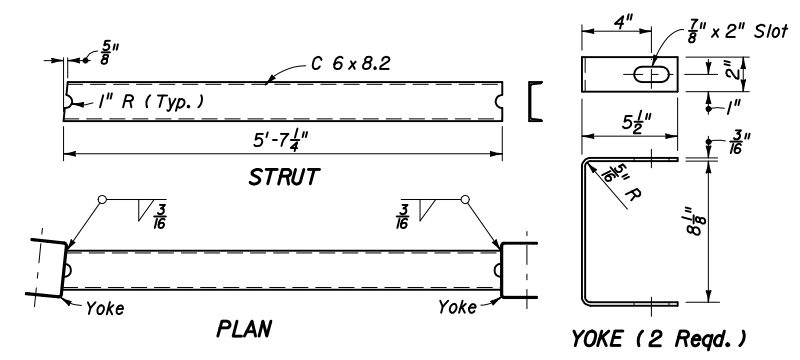 5/8"
C 6 x 8.2
1" R (Typ.)
5'-7 1/4"
STRUT
3/16
3/16
Yoke
Yoke
PLAN
4"
7/8" x 2" Slot
2"
1"
5 1/2"
3/16"
5/16" R
8 1/8"
YOKE (2 Reqd.)